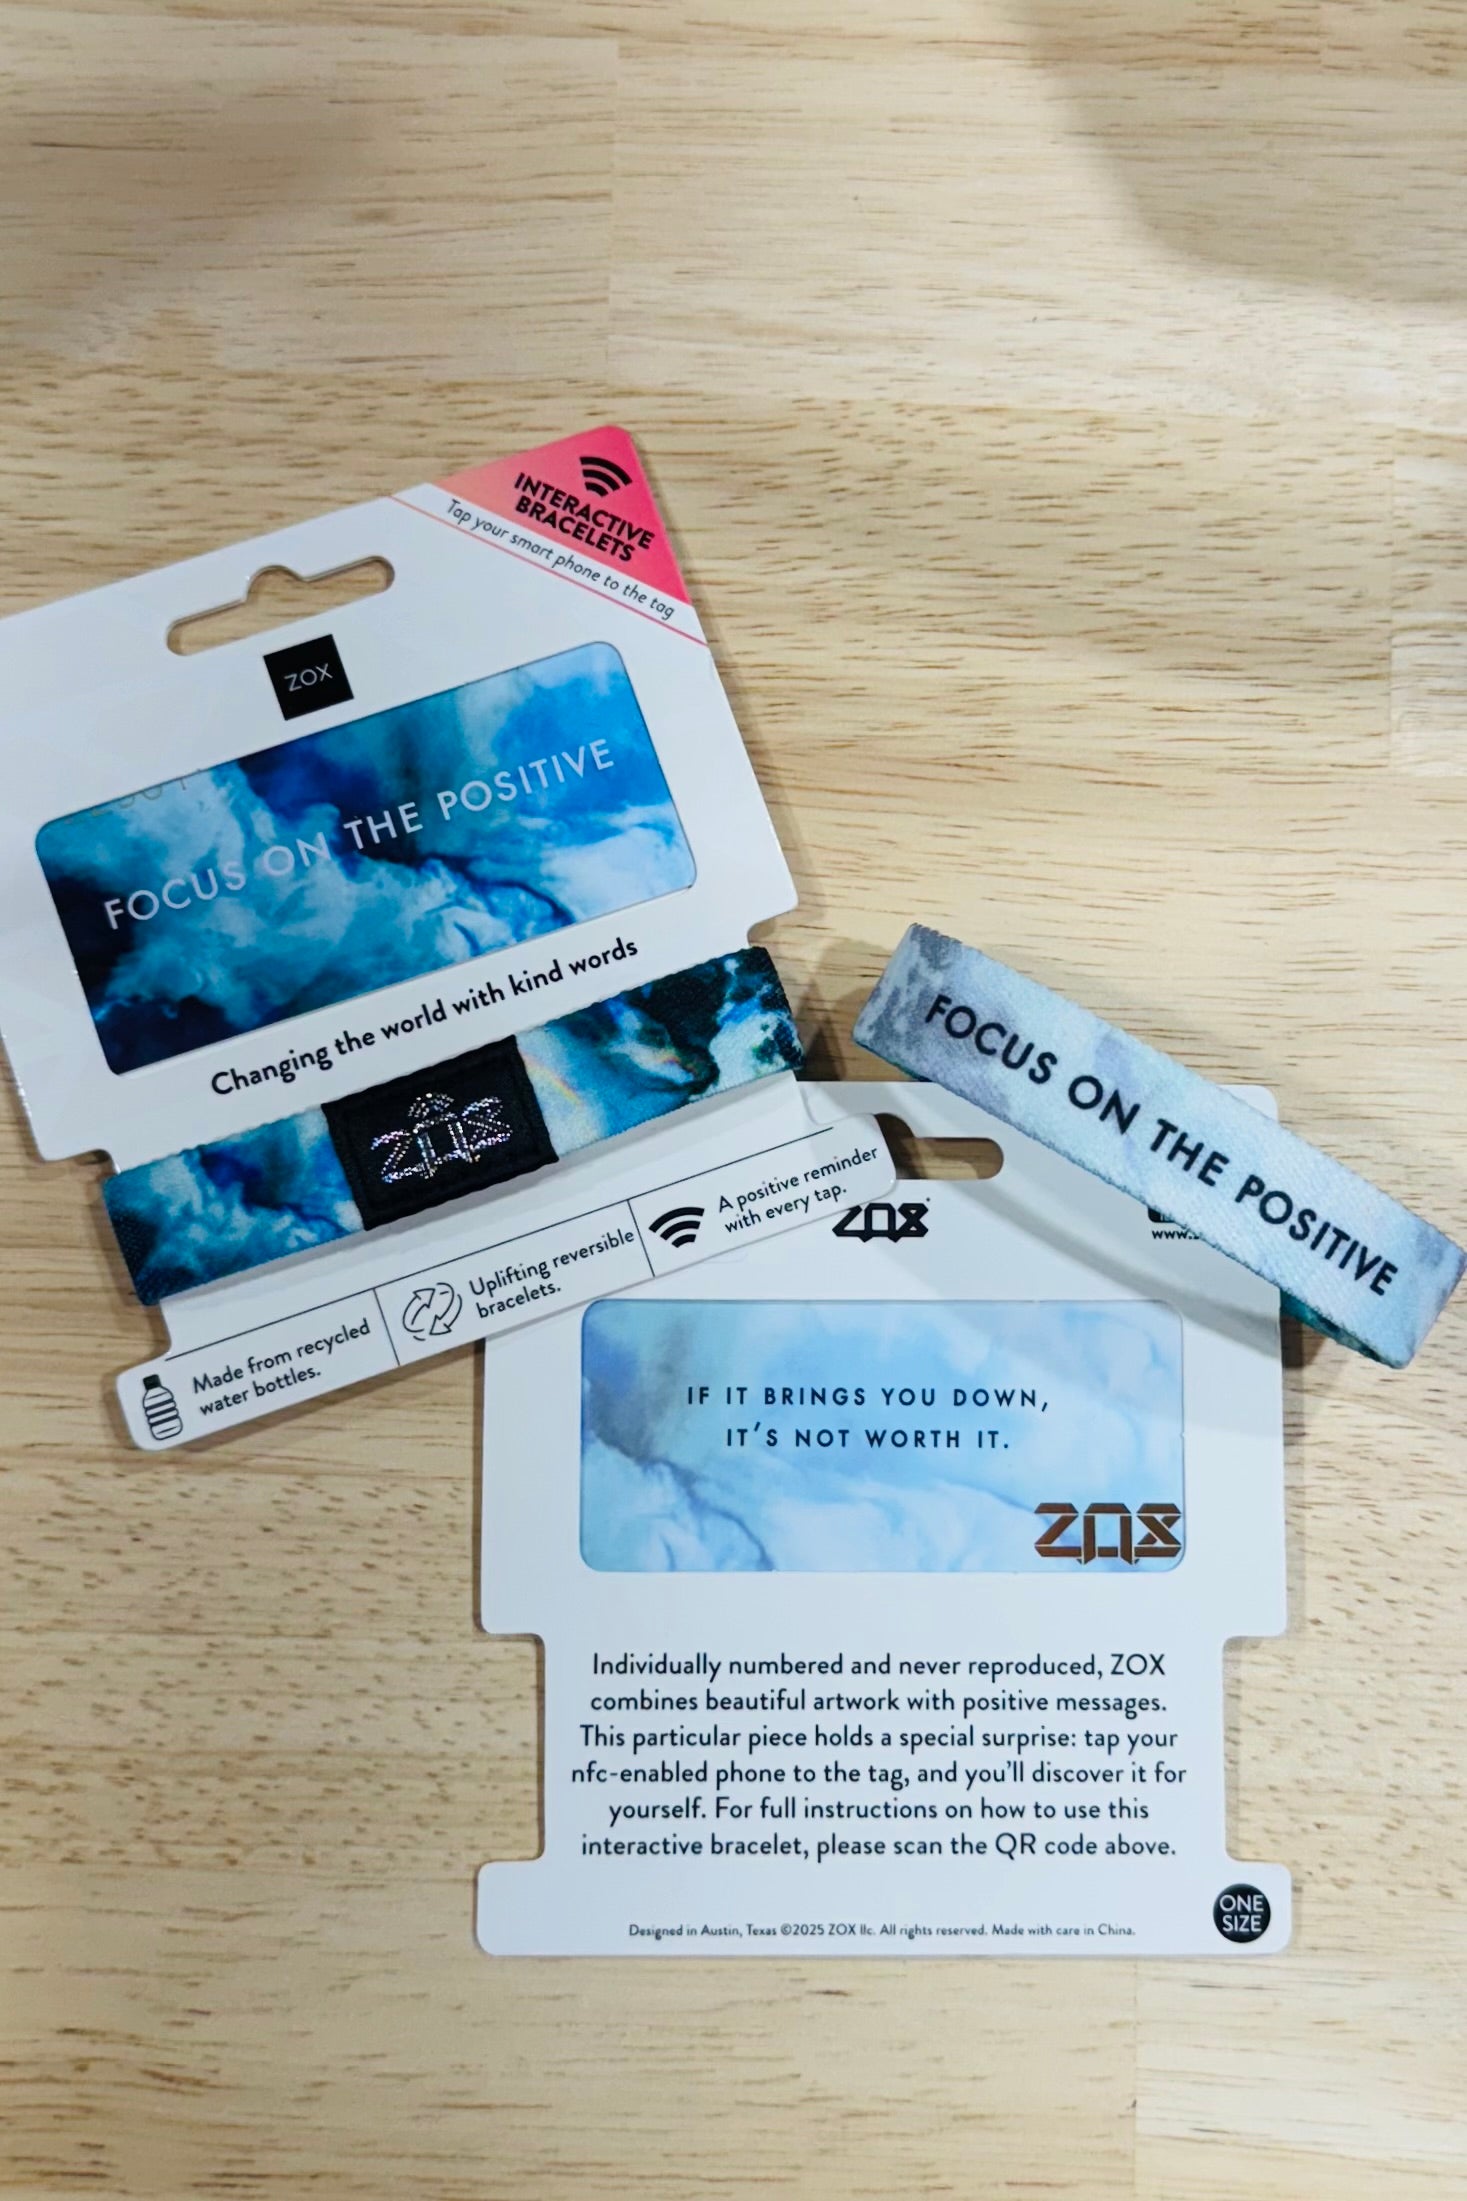 INTERACTIVE
BRACELETS
Tap your smart phone to the tag
ZOX
FOCUS ON THE POSITIVE
Changing the world with kind words
ZOX
Made from recycled
water bottles.
Uplifting reversible
bracelets.
A positive reminder
with every tap.
FOCUS ON THE POSITIVE
ZOX
www.
IF IT BRINGS YOU DOWN,
IT'S NOT WORTH IT.
ZOX
Individually numbered and never reproduced, ZOX
combines beautiful artwork with positive messages.
This particular piece holds a special surprise: tap your
nfc-enabled phone to the tag, and you'll discover it for
yourself. For full instructions on how to use this
interactive bracelet, please scan the QR code above.
Designed in Austin, Texas ©2025 ZOX llc. All rights reserved. Made with care in China.
ONE
SIZE